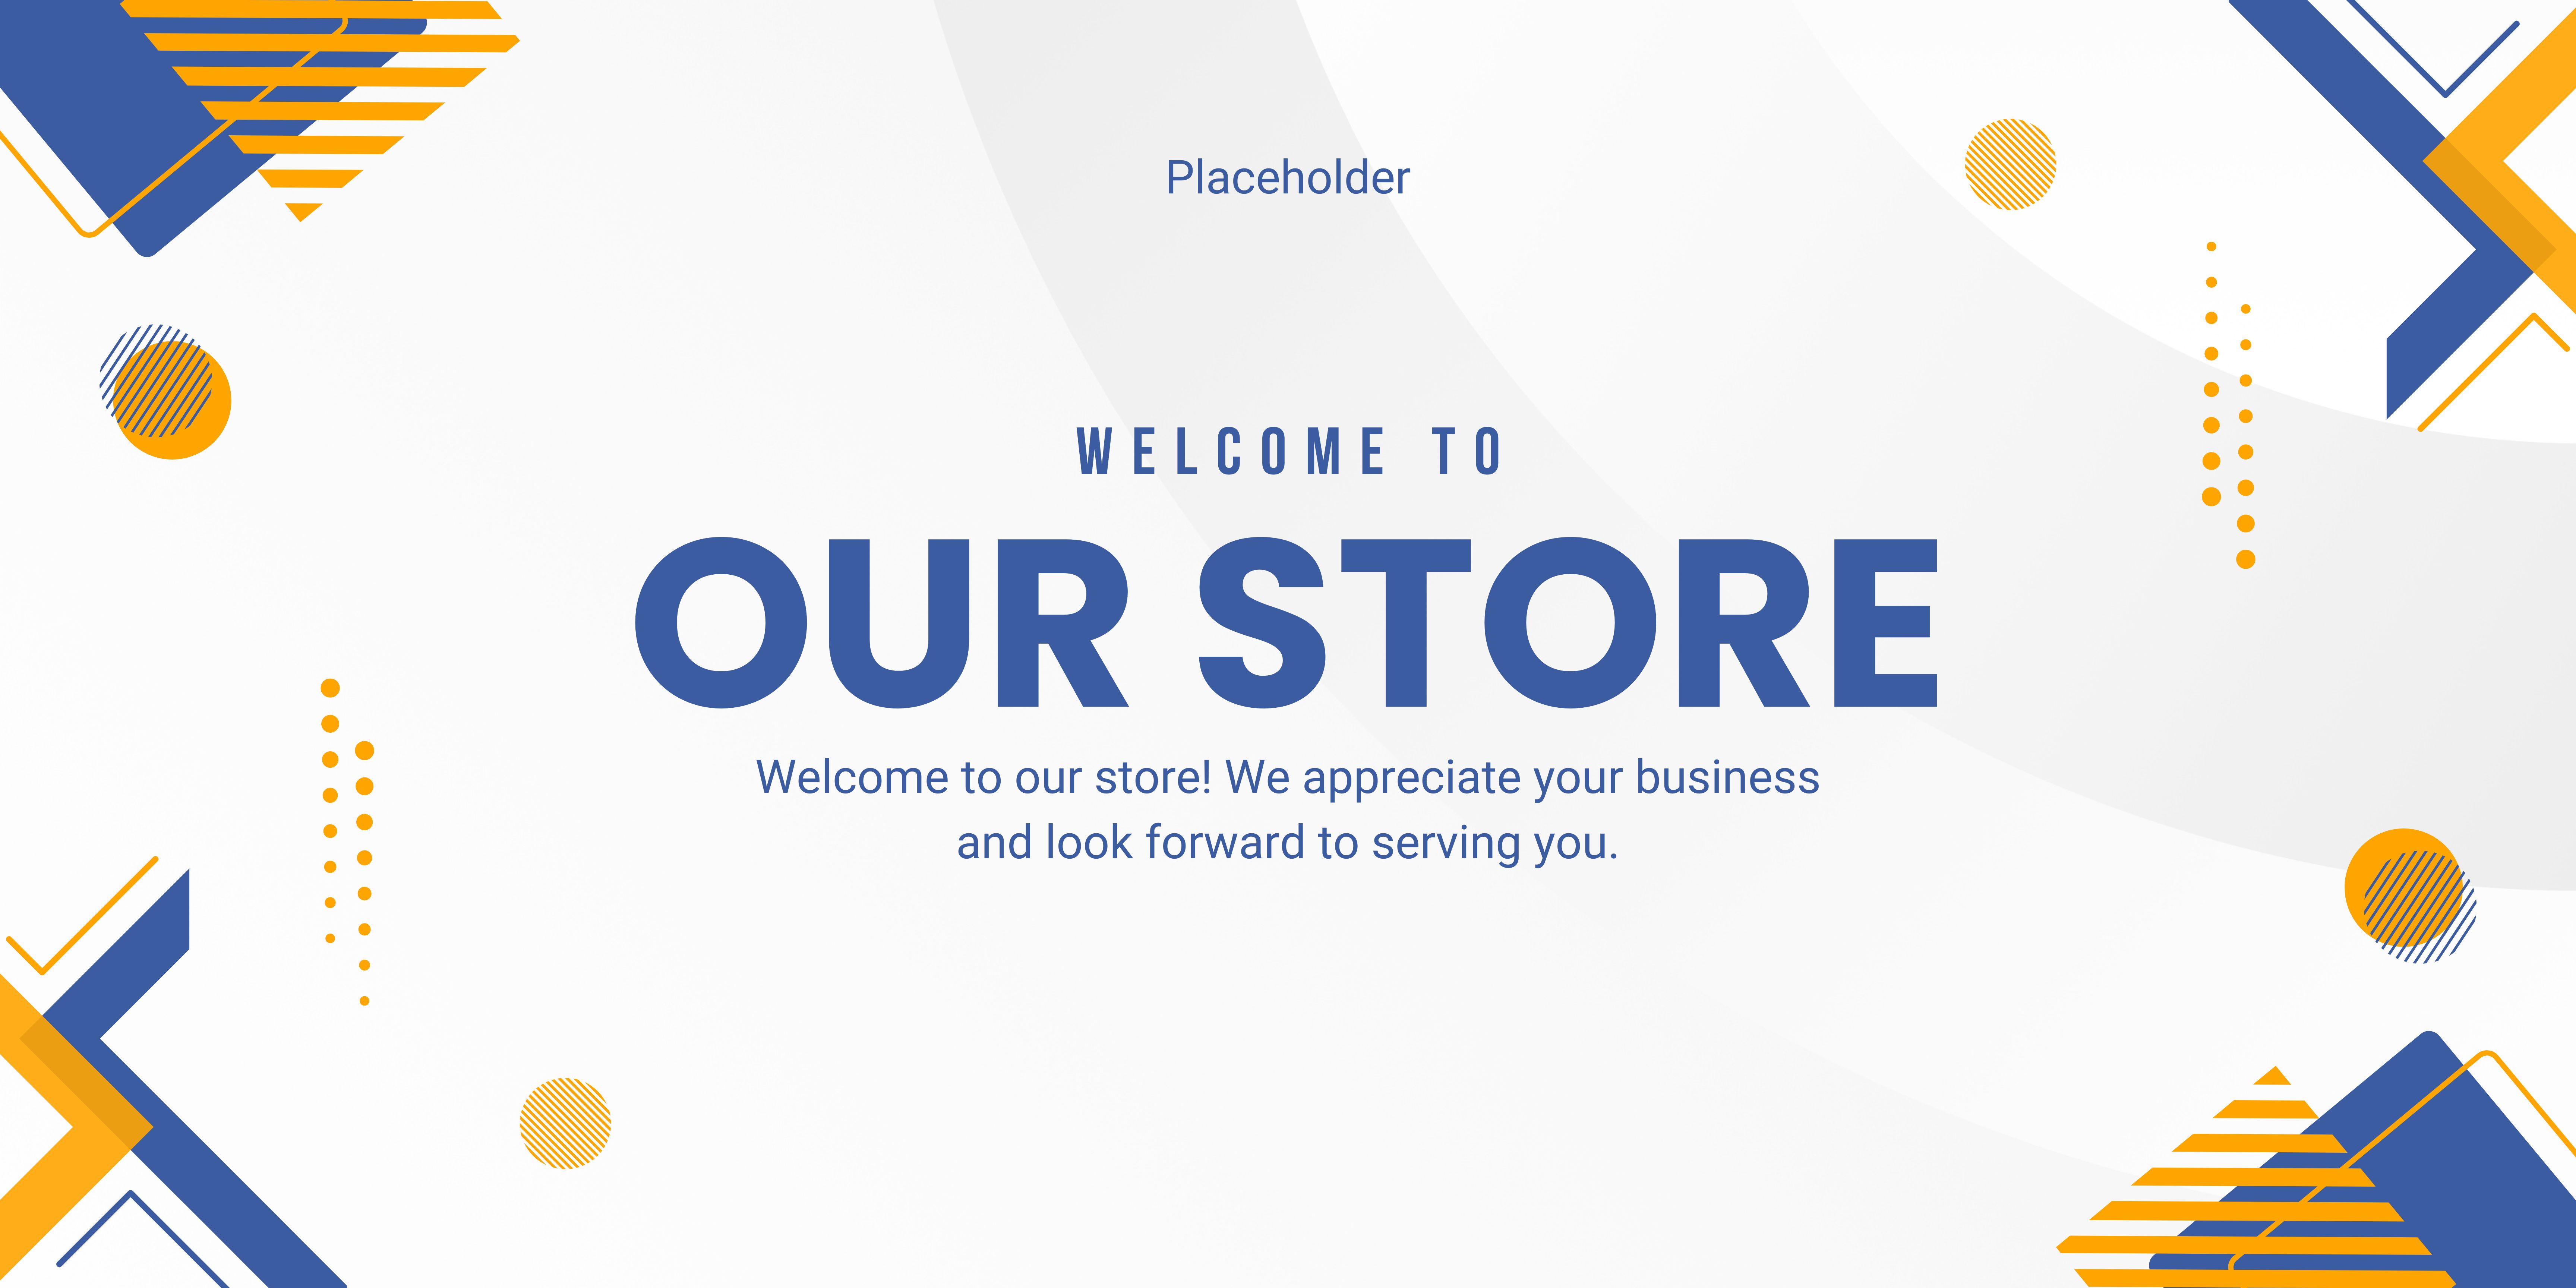 Placeholder
WELCOME TO
OUR STORE
Welcome to our store! We appreciate your business
and look forward to serving you.